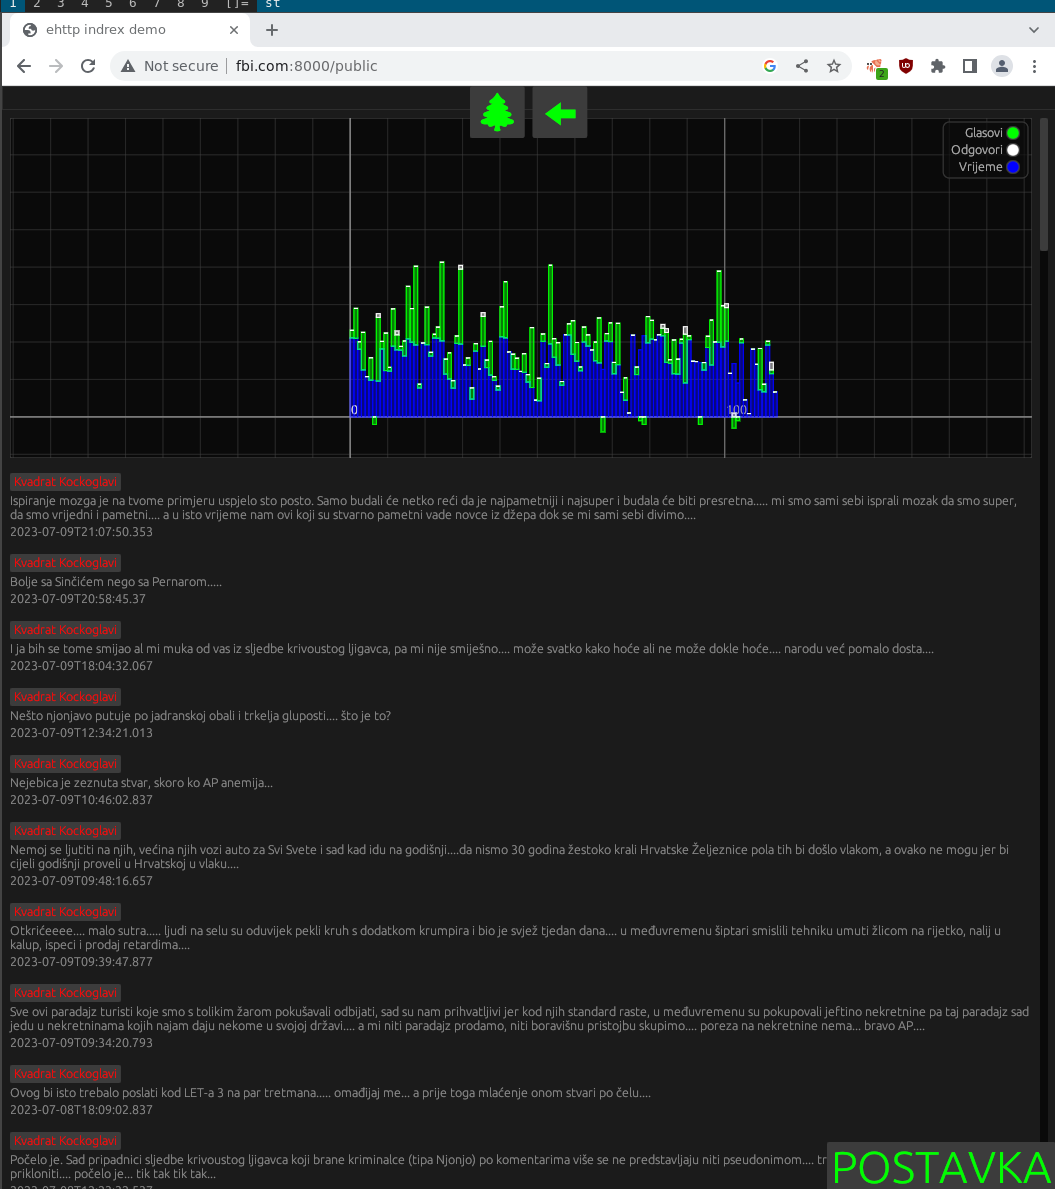 1 2 3 4 5 6 7 8 9 []= st
ehttp indrex demo
Not secure fbi.com:8000/public
2
Glasovi
Odgovori
Vrijeme
0 100
Kvadrat Kockoglavi
Ispiranje mozga je na tvome primjeru uspjelo sto posto. Samo budali će netko reći da je najpametniji i najsuper i budala će biti presretna..... mi smo sami sebi isprali mozak da smo super,
da smo vrijedni i pametni.... a u isto vrijeme nam ovi koji su stvarno pametni vade novce iz džepa dok se mi sami sebi divimo....
2023-07-09T21:07:50.353
Kvadrat Kockoglavi
Bolje sa Sinčićem nego sa Pernarom.....
2023-07-09T20:58:45.37
Kvadrat Kockoglavi
I ja bih se tome smijao al mi muka od vas iz sljedbe krivoustog ljigavca, pa mi nije smiješno.... može svatko kako hoće ali ne može dokle hoće.... narodu već pomalo dosta....
2023-07-09T18:04:32.067
Kvadrat Kockoglavi
Nešto njonjavo putuje po jadranskoj obali i trkelja gluposti.... što je to?
2023-07-09T12:34:21.013
Kvadrat Kockoglavi
Nejebica je zeznuta stvar, skoro ko AP anemija...
2023-07-09T10:46:02.837
Kvadrat Kockoglavi
Nemoj se ljutiti na njih, većina njih vozi auto za Svi Svete i sad kad idu na godišnji....da nismo 30 godina žestoko krali Hrvatske Željeznice pola tih bi došlo vlakom, a ovako ne mogu jer bi
cijeli godišnji proveli u Hrvatskoj u vlaku....
2023-07-09T09:48:16.657
Kvadrat Kockoglavi
Otkrićeeee.... malo sutra..... ljudi na selu su oduvijek pekli kruh s dodatkom krumpira i bio je svjež tjedan dana.... u međuvremenu šiptari smislili tehniku umuti žlicom na rijetko, nalij u
kalup, ispeci i prodaj retardima....
2023-07-09T09:39:47.877
Kvadrat Kockoglavi
Sve ovi paradajz turisti koje smo s tolikim žarom pokušavali odbijati, sad su nam prihvatljivi jer kod njih standard raste, u međuvremenu su pokupovali jeftino nekretnine pa taj paradajz sad
jedu u nekretninama kojih najam daju nekome u svojoj državi.... a mi niti paradajz prodamo, niti boravišnu pristojbu skupimo.... poreza na nekretnine nema... bravo AP....
2023-07-09T09:34:20.793
Kvadrat Kockoglavi
Ovog bi isto trebalo poslati kod LET-a 3 na par tretmana..... omađijaj me... a prije toga mlaćenje onom stvari po čelu....
2023-07-08T18:09:02.837
Kvadrat Kockoglavi
Počelo je. Sad pripadnici sljedbe krivoustog ljigavca koji brane kriminalce (tipa Njonjo) po komentarima više se ne predstavljaju niti pseudonimom....
prikloniti.... počelo je... tik tak tik tak...
POSTAVKA